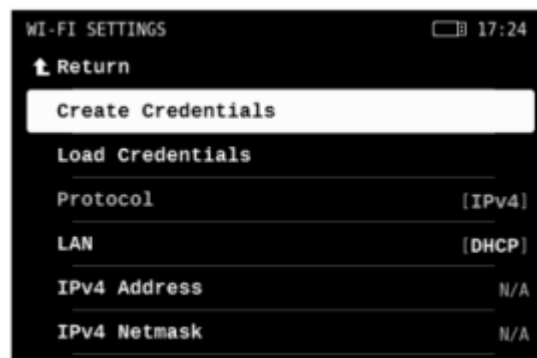 WI-FI SETTINGS 17:24
Return
Create Credentials
Load Credentials
Protocol [IPv4]
LAN [DHCP]
IPv4 Address N/A
IPv4 Netmask N/A